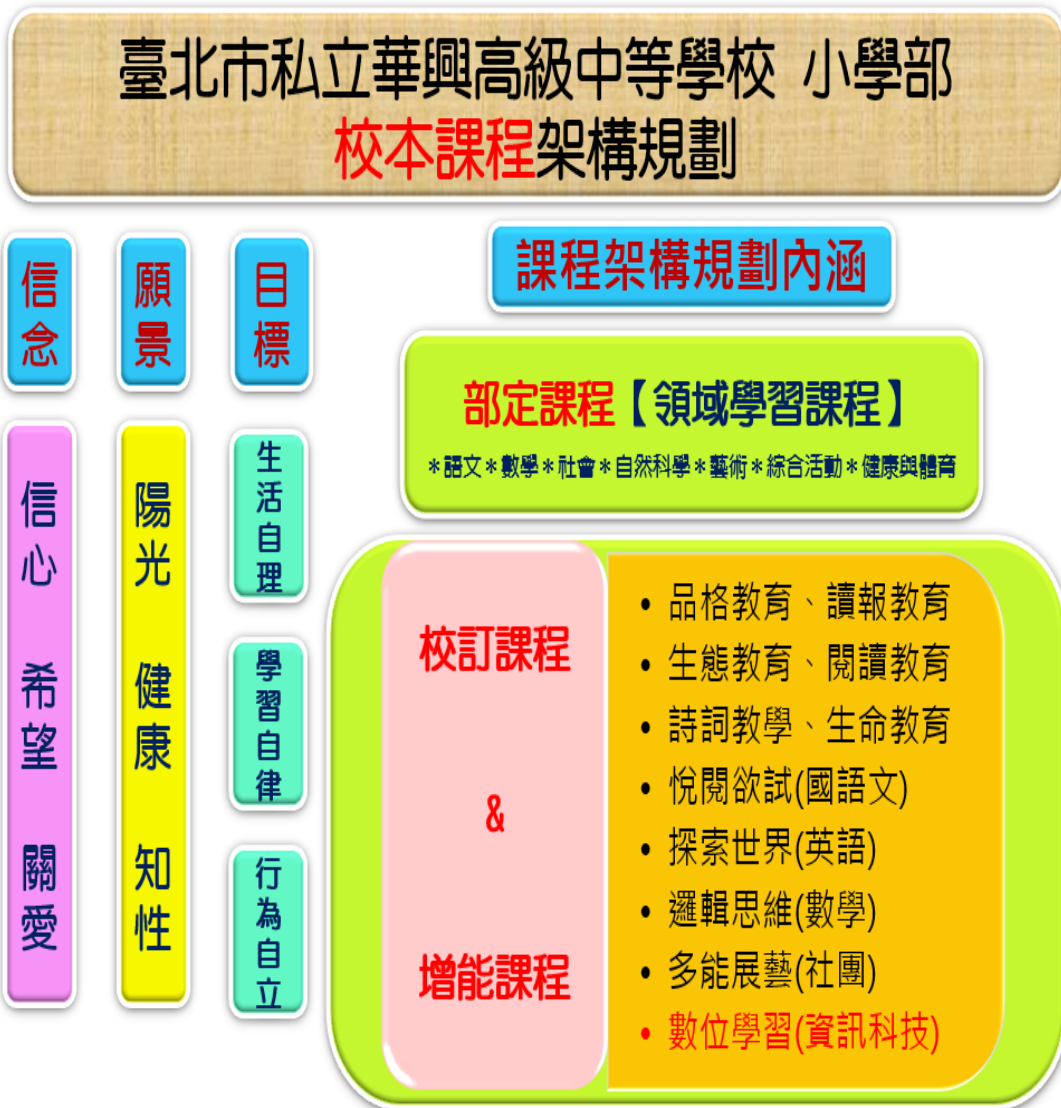 臺北市私立華興高級中等學校 小學部
校本課程架構規劃
信念
願景
目標
課程架構規劃內涵
信心 希望 關愛
陽光 健康 知性
生活自理
學習自律
行為自立
部定課程【領域學習課程】
*語文*數學*社會*自然科學*藝術*綜合活動*健康與體育
校訂課程
&
增能課程
• 品格教育、讀報教育
• 生態教育、閱讀教育
• 詩詞教學、生命教育
• 悅閱欲試(國語文)
• 探索世界(英語)
• 邏輯思維(數學)
• 多能展藝(社團)
• 數位學習(資訊科技)